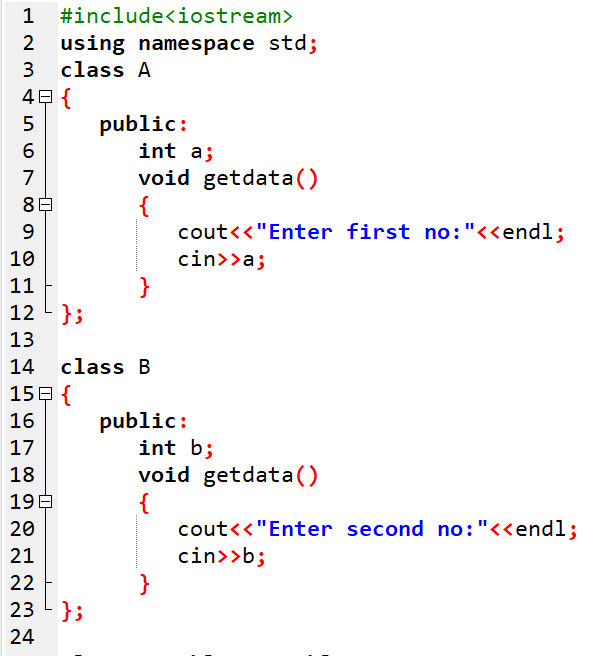 1 #include<iostream>
2 using namespace std;
3 class A
4 {
5 public:
6 int a;
7 void getdata()
8 {
9 cout<<"Enter first no:"<<endl;
10 cin>>a;
11 }
12 };
13
14 class B
15 {
16 public:
17 int b;
18 void getdata()
19 {
20 cout<<"Enter second no:"<<endl;
21 cin>>b;
22 }
23 };
24